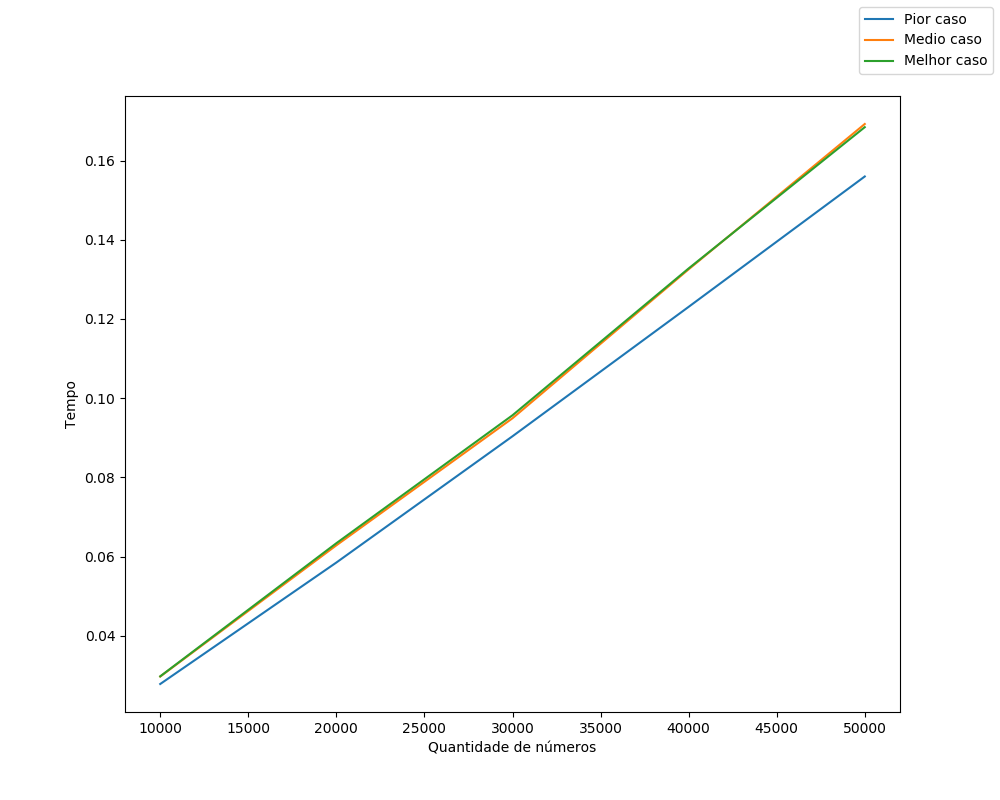 Pior caso
Medio caso
Melhor caso
0.16
0.14
0.12
0.10
0.08
0.06
0.04
Tempo
10000 15000 20000 25000 30000 35000 40000 45000 50000
Quantidade de números